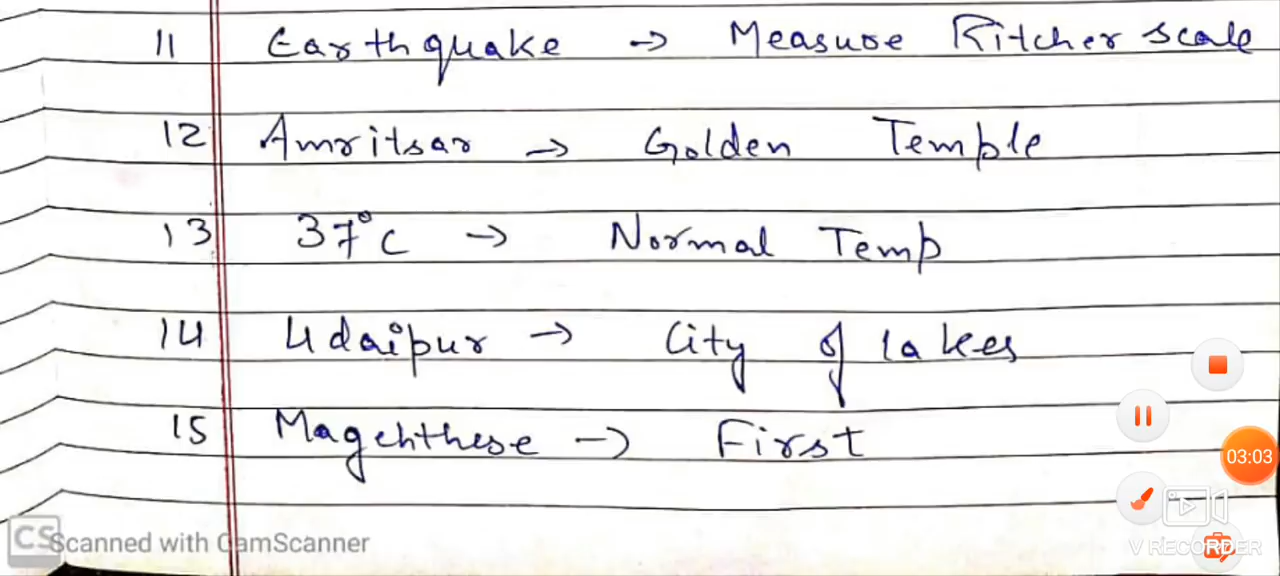 11 Earthquake → Measure Ritcher scale
12 Amritsar → Golden Temple
13 37°C → Normal Temp
14 Udaipur → City of lakes
15 Magehthese → First
03:03
CS Scanned with CamScanner
V RECORDER